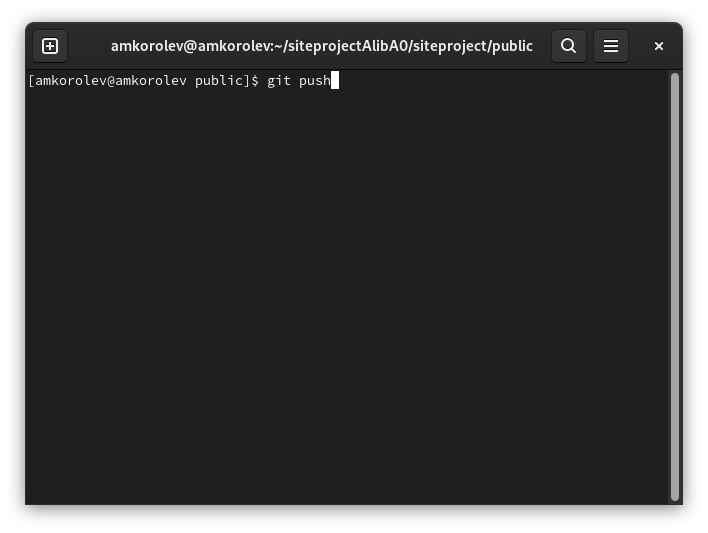 amkorolev@amkorolev:~/siteprojectAlibA0/siteproject/public
[amkorolev@amkorolev public]$ git push